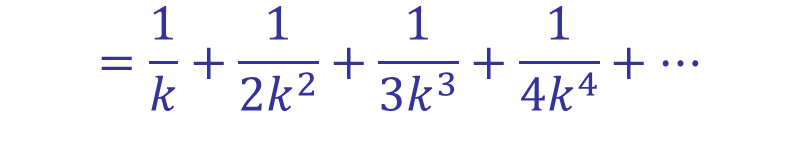 = 1/k + 1/2k² + 1/3k³ + 1/4k⁴ + ⋯